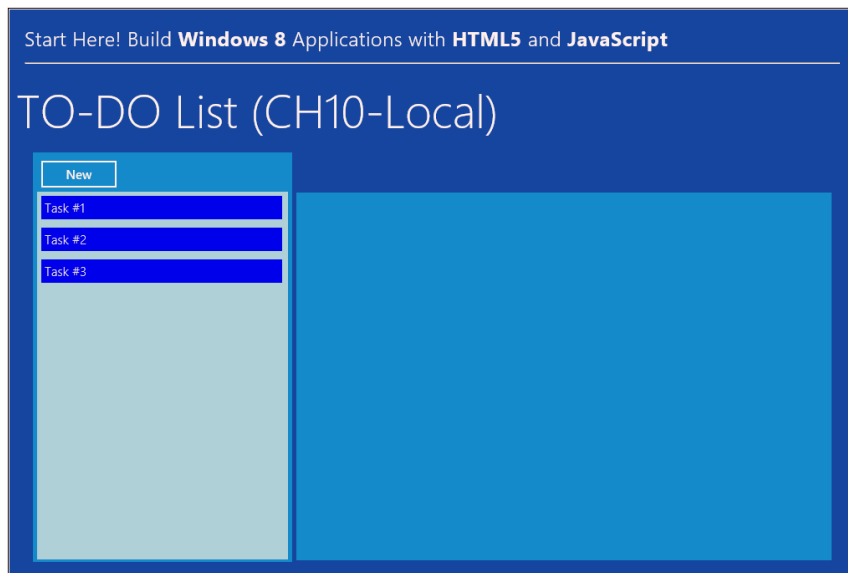 Start Here! Build Windows 8 Applications with HTML5 and JavaScript
TO-DO List (CH10-Local)
New
Task #1
Task #2
Task #3